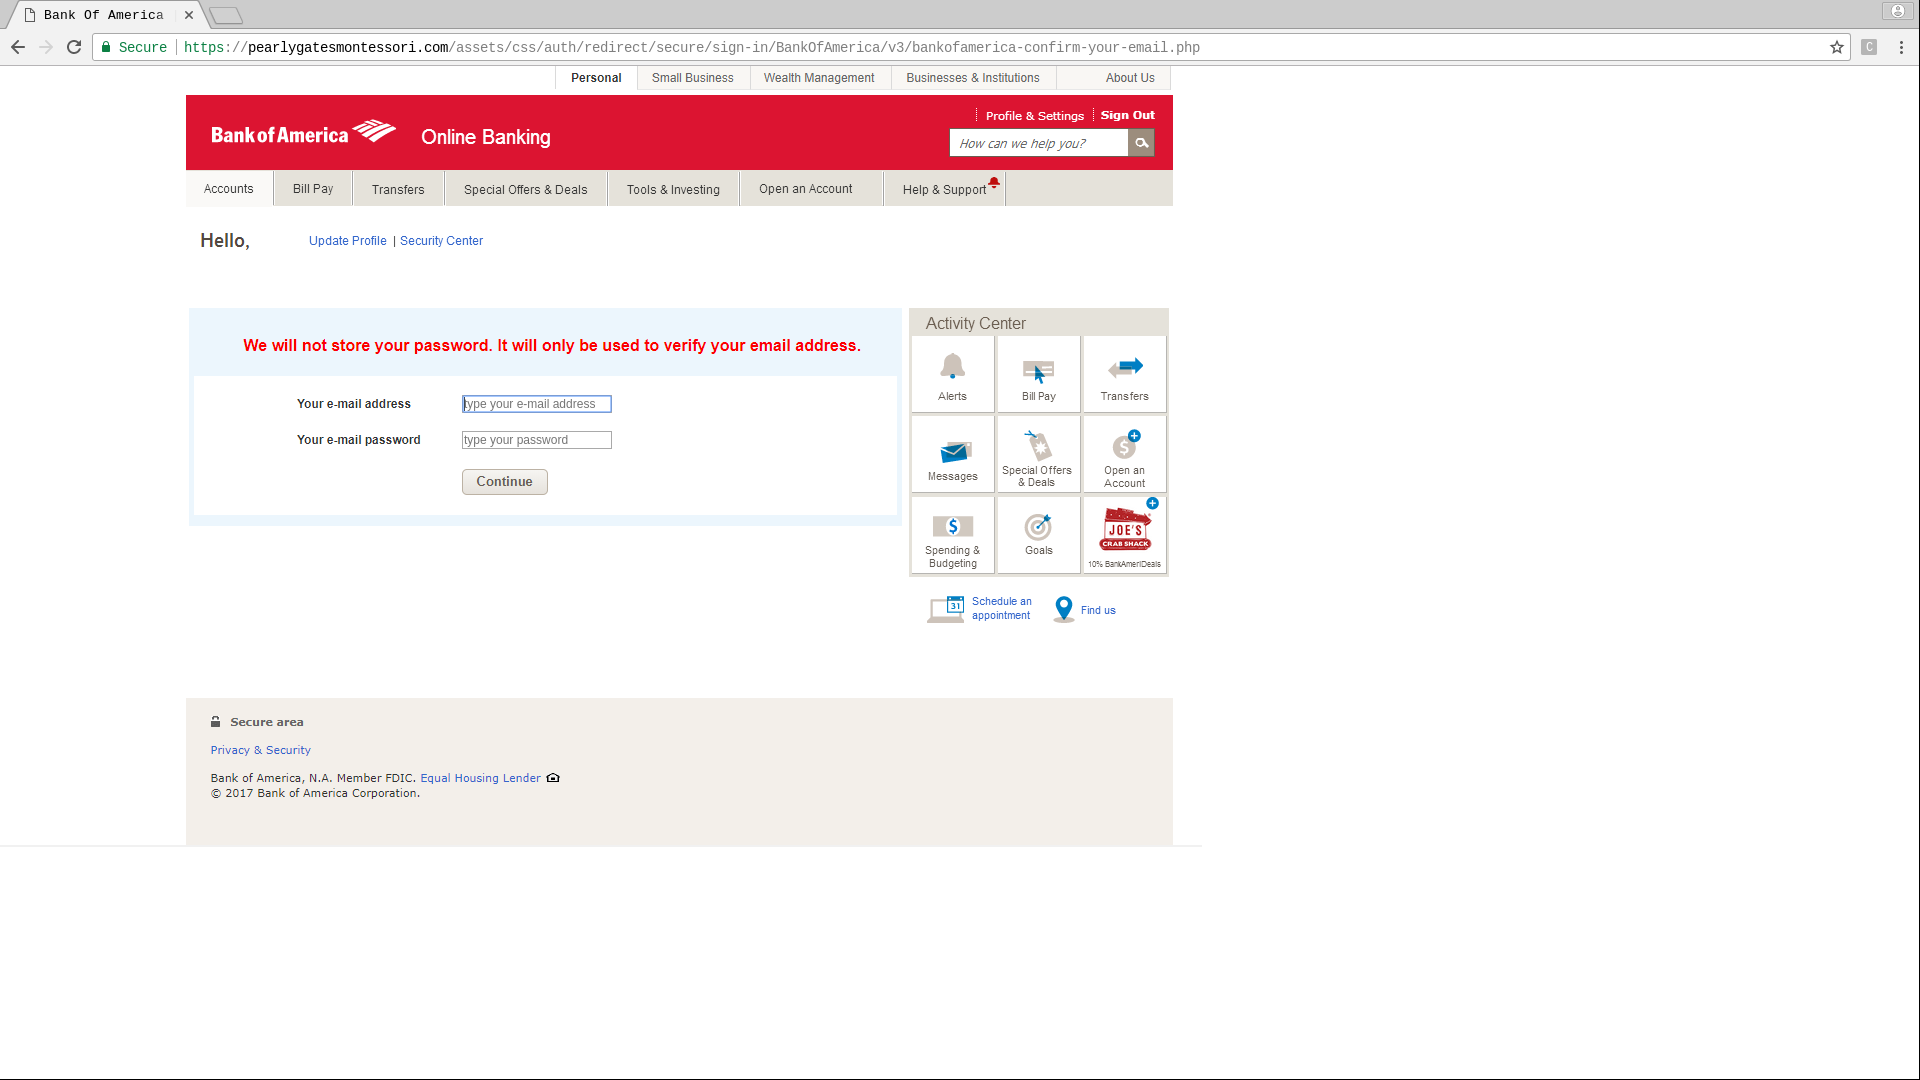 Bank Of America
Secure
https://pearlygatesmontessori.com/assets/css/auth/redirect/secure/sign-in/BankOfAmerica/v3/bankofamerica-confirm-your-email.php
C
Personal
Small Business
Wealth Management
Businesses & Institutions
About Us
Bank of America
Online Banking
Profile & Settings
Sign Out
How can we help you?
Accounts
Bill Pay
Transfers
Special Offers & Deals
Tools & Investing
Open an Account
Help & Support
Hello,
Update Profile | Security Center
We will not store your password. It will only be used to verify your email address.
Your e-mail address
type your e-mail address
Your e-mail password
type your password
Continue
Activity Center
Alerts
Bill Pay
Transfers
Messages
Special Offers
& Deals
$
Open an
Account
$
Spending &
Budgeting
Goals
JOE'S
CRAB SHACK
10% BankAmeriDeals
31
Schedule an
appointment
Find us
Secure area
Privacy & Security
Bank of America, N.A. Member FDIC. Equal Housing Lender
© 2017 Bank of America Corporation.